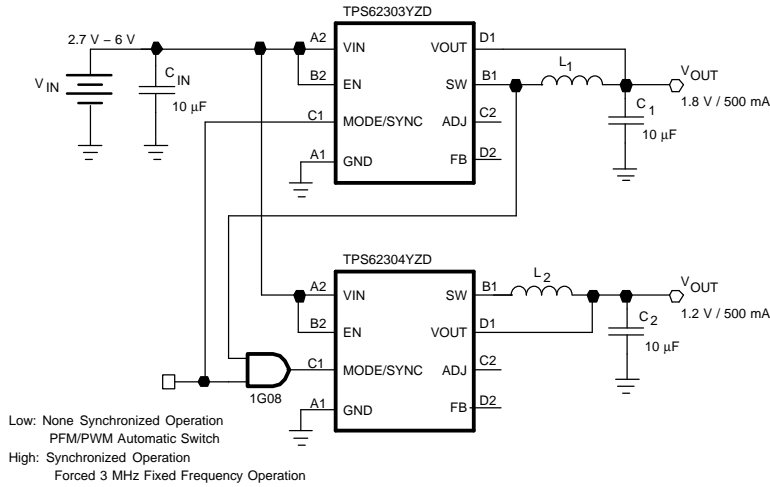 TPS62303YZD
2.7 V – 6 V
A2 VIN VOUT D1
L1
V IN
C IN
10 µF
B2 EN SW B1
VOUT
1.8 V / 500 mA
C1 MODE/SYNC ADJ C2
C 1
10 µF
A1 GND FB D2
TPS62304YZD
A2 VIN SW B1
L2
VOUT
1.2 V / 500 mA
B2 EN VOUT D1
C 2
10 µF
C1 MODE/SYNC ADJ C2
1G08
A1 GND FB D2
Low: None Synchronized Operation
PFM/PWM Automatic Switch
High: Synchronized Operation
Forced 3 MHz Fixed Frequency Operation